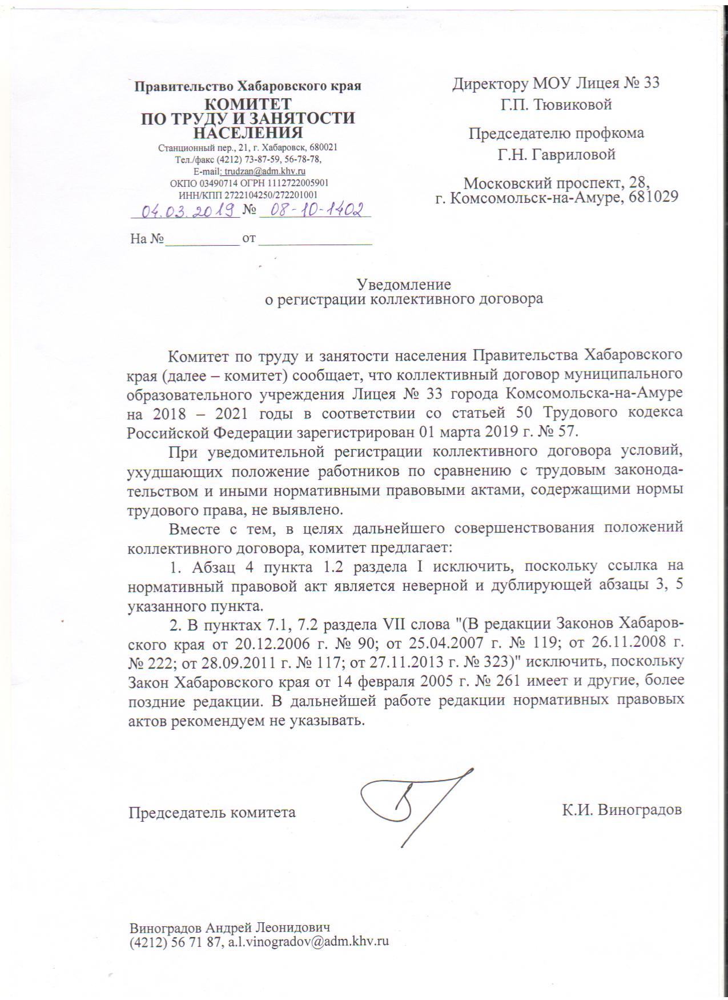 Правительство Хабаровского края
КОМИТЕТ
ПО ТРУДУ И ЗАНЯТОСТИ
НАСЕЛЕНИЯ
Станционный пер., 21, г. Хабаровск, 680021
Тел./факс (4212) 73-87-59, 56-78-78,
E-mail: trudzan@adm.khv.ru
ОКПО 03490714 ОГРН 1112722005901
ИНН/КПП 2722104250/272201001
04.03.2019 № 08-10-1402
На № __________ от _______________
Директору МОУ Лицея № 33
Г.П. Тювиковой
Председателю профкома
Г.Н. Гавриловой
Московский проспект, 28,
г. Комсомольск-на-Амуре, 681029
Уведомление
о регистрации коллективного договора
Комитет по труду и занятости населения Правительства Хабаровского
края (далее – комитет) сообщает, что коллективный договор муниципального
образовательного учреждения Лицея № 33 города Комсомольска-на-Амуре
на 2018 – 2021 годы в соответствии со статьей 50 Трудового кодекса
Российской Федерации зарегистрирован 01 марта 2019 г. № 57.
При уведомительной регистрации коллективного договора условий,
ухудшающих положение работников по сравнению с трудовым законода-
тельством и иными нормативными правовыми актами, содержащими нормы
трудового права, не выявлено.
Вместе с тем, в целях дальнейшего совершенствования положений
коллективного договора, комитет предлагает:
1. Абзац 4 пункта 1.2 раздела I исключить, поскольку ссылка на
нормативный правовой акт является неверной и дублирующей абзацы 3, 5
указанного пункта.
2. В пунктах 7.1, 7.2 раздела VII слова "(В редакции Законов Хабаров-
ского края от 20.12.2006 г. № 90; от 25.04.2007 г. № 119; от 26.11.2008 г.
№ 222; от 28.09.2011 г. № 117; от 27.11.2013 г. № 323)" исключить, поскольку
Закон Хабаровского края от 14 февраля 2005 г. № 261 имеет и другие, более
поздние редакции. В дальнейшей работе редакции нормативных правовых
актов рекомендуем не указывать.
Председатель комитета К.И. Виноградов
Виноградов Андрей Леонидович
(4212) 56 71 87, a.l.vinogradov@adm.khv.ru